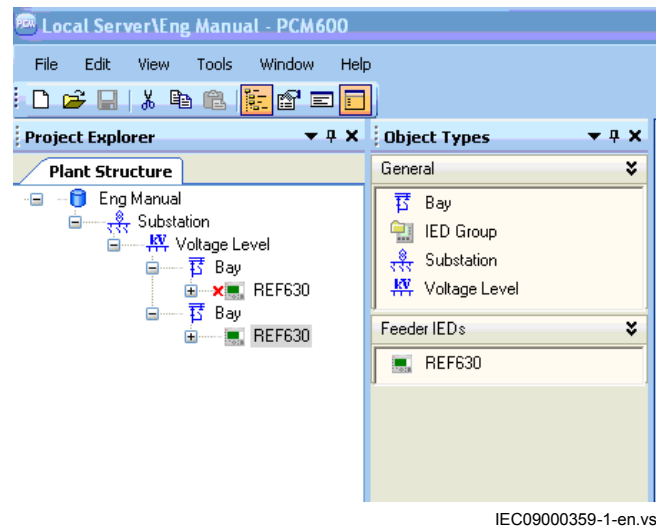 Local Server\Eng Manual - PCM600
File Edit View Tools Window Help
Project Explorer
Plant Structure
Eng Manual
Substation
Voltage Level
Bay
REF630
Bay
REF630
Object Types
General
Bay
IED Group
Substation
Voltage Level
Feeder IEDs
REF630
IEC09000359-1-en.vs